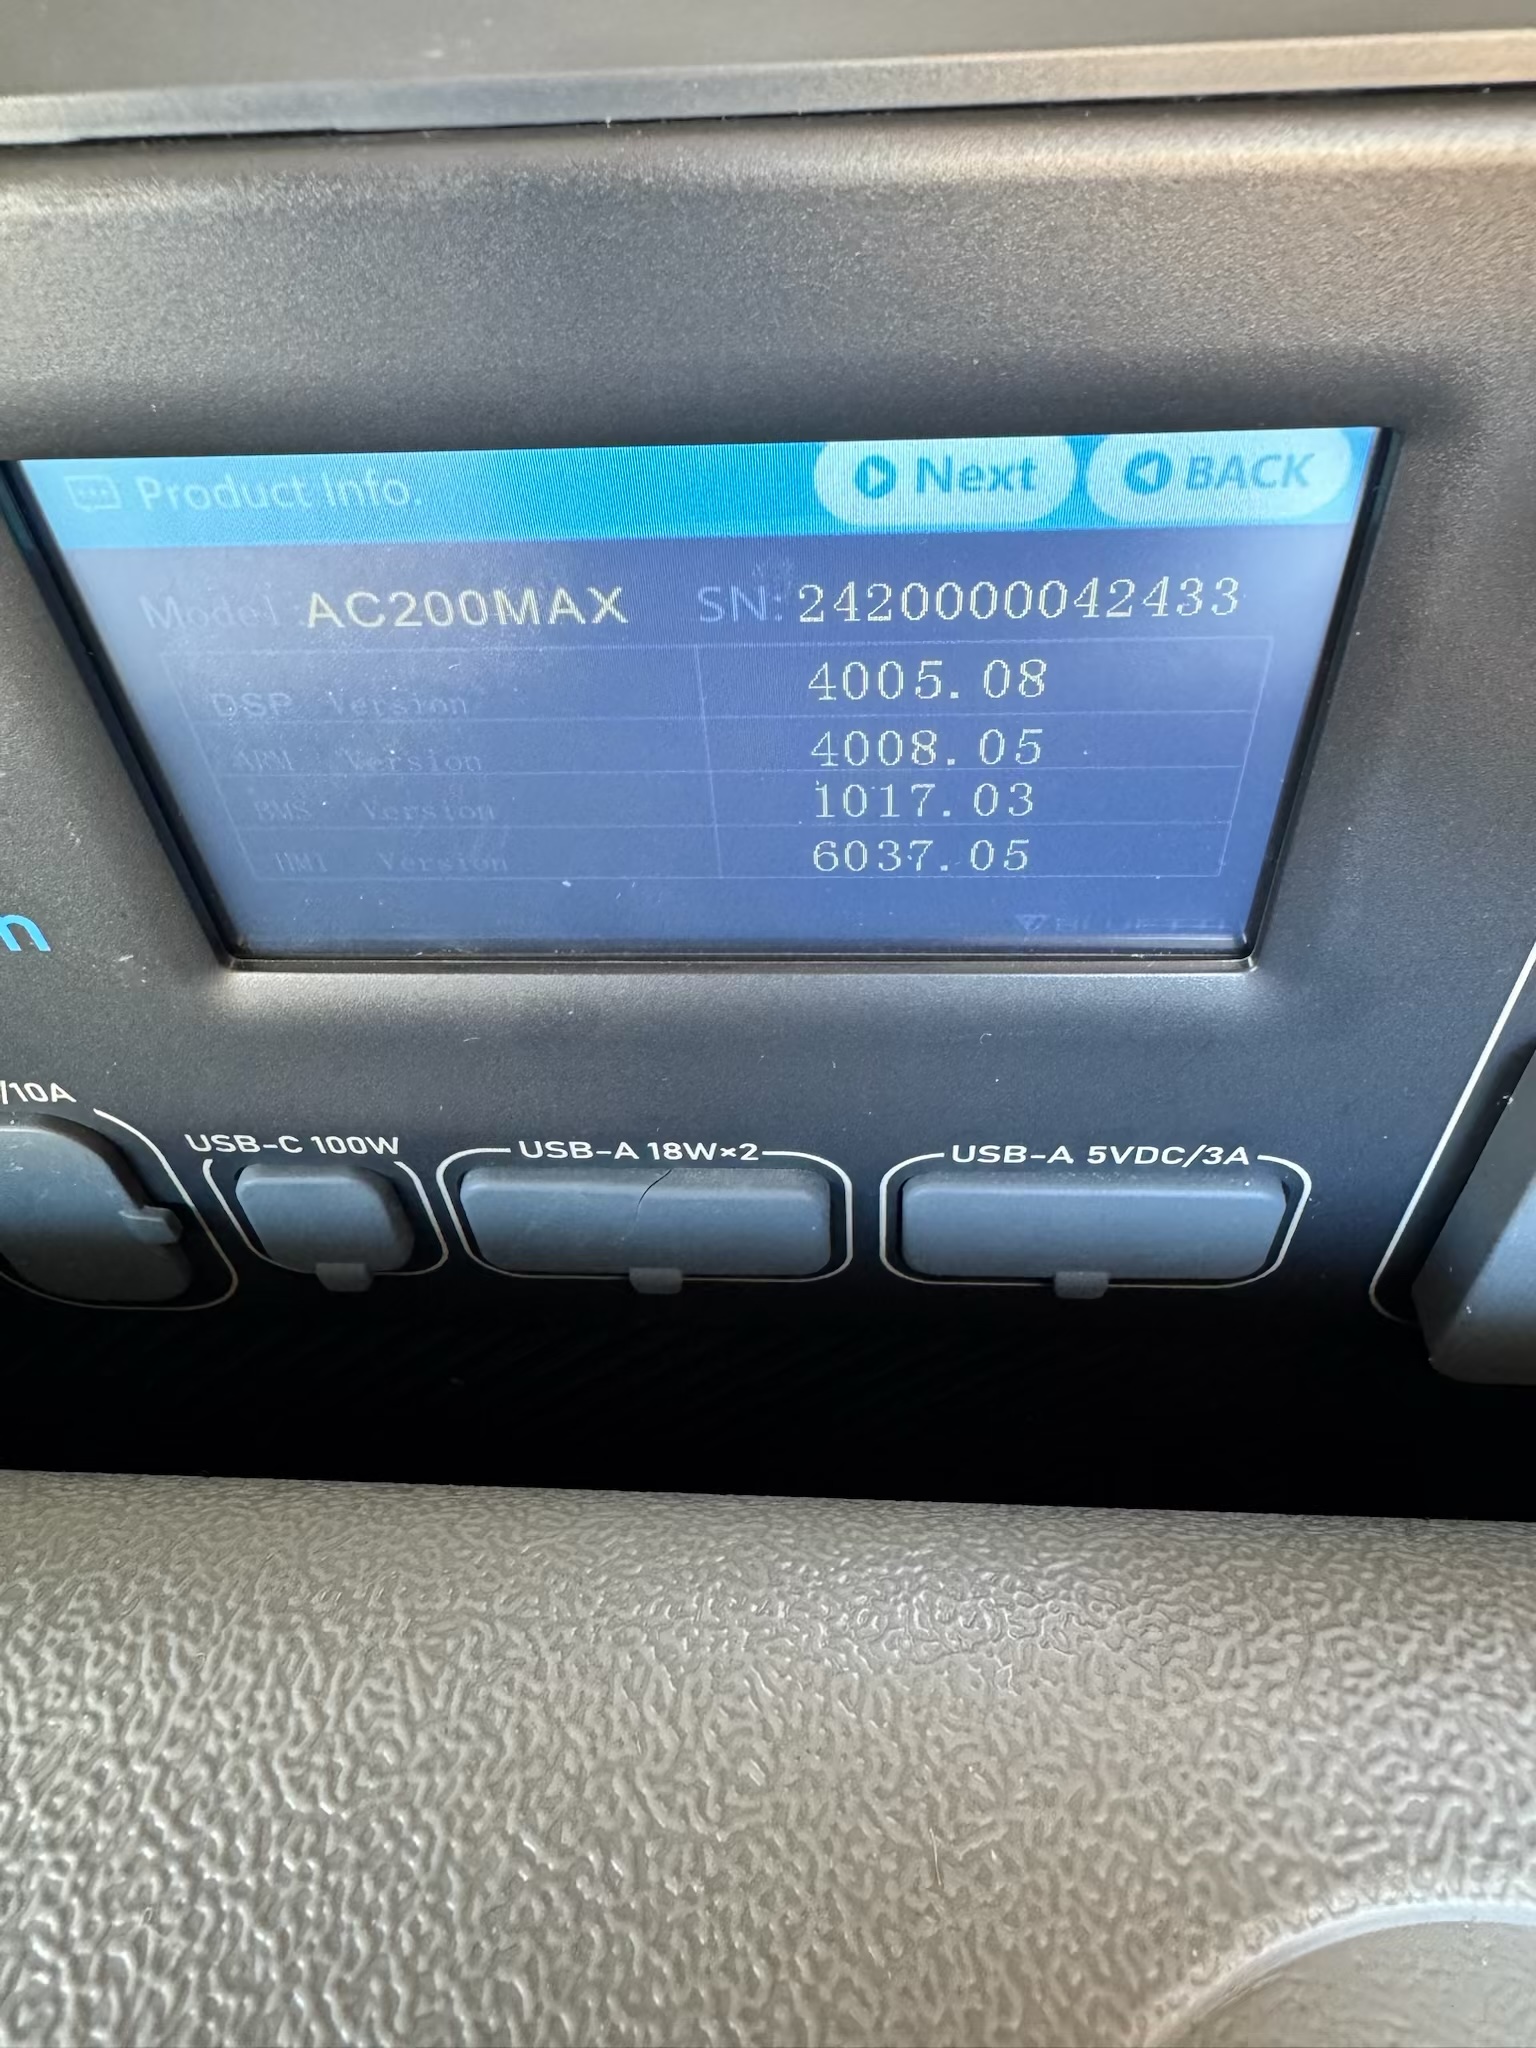 Product Info. Next BACK
Model AC200MAX SN: 2420000042433
DSP Version 4005.08
ARM Version 4008.05
BMS Version 1017.03
HMI Version 6037.05
/10A
USB-C 100W
USB-A 18W×2
USB-A 5VDC/3A